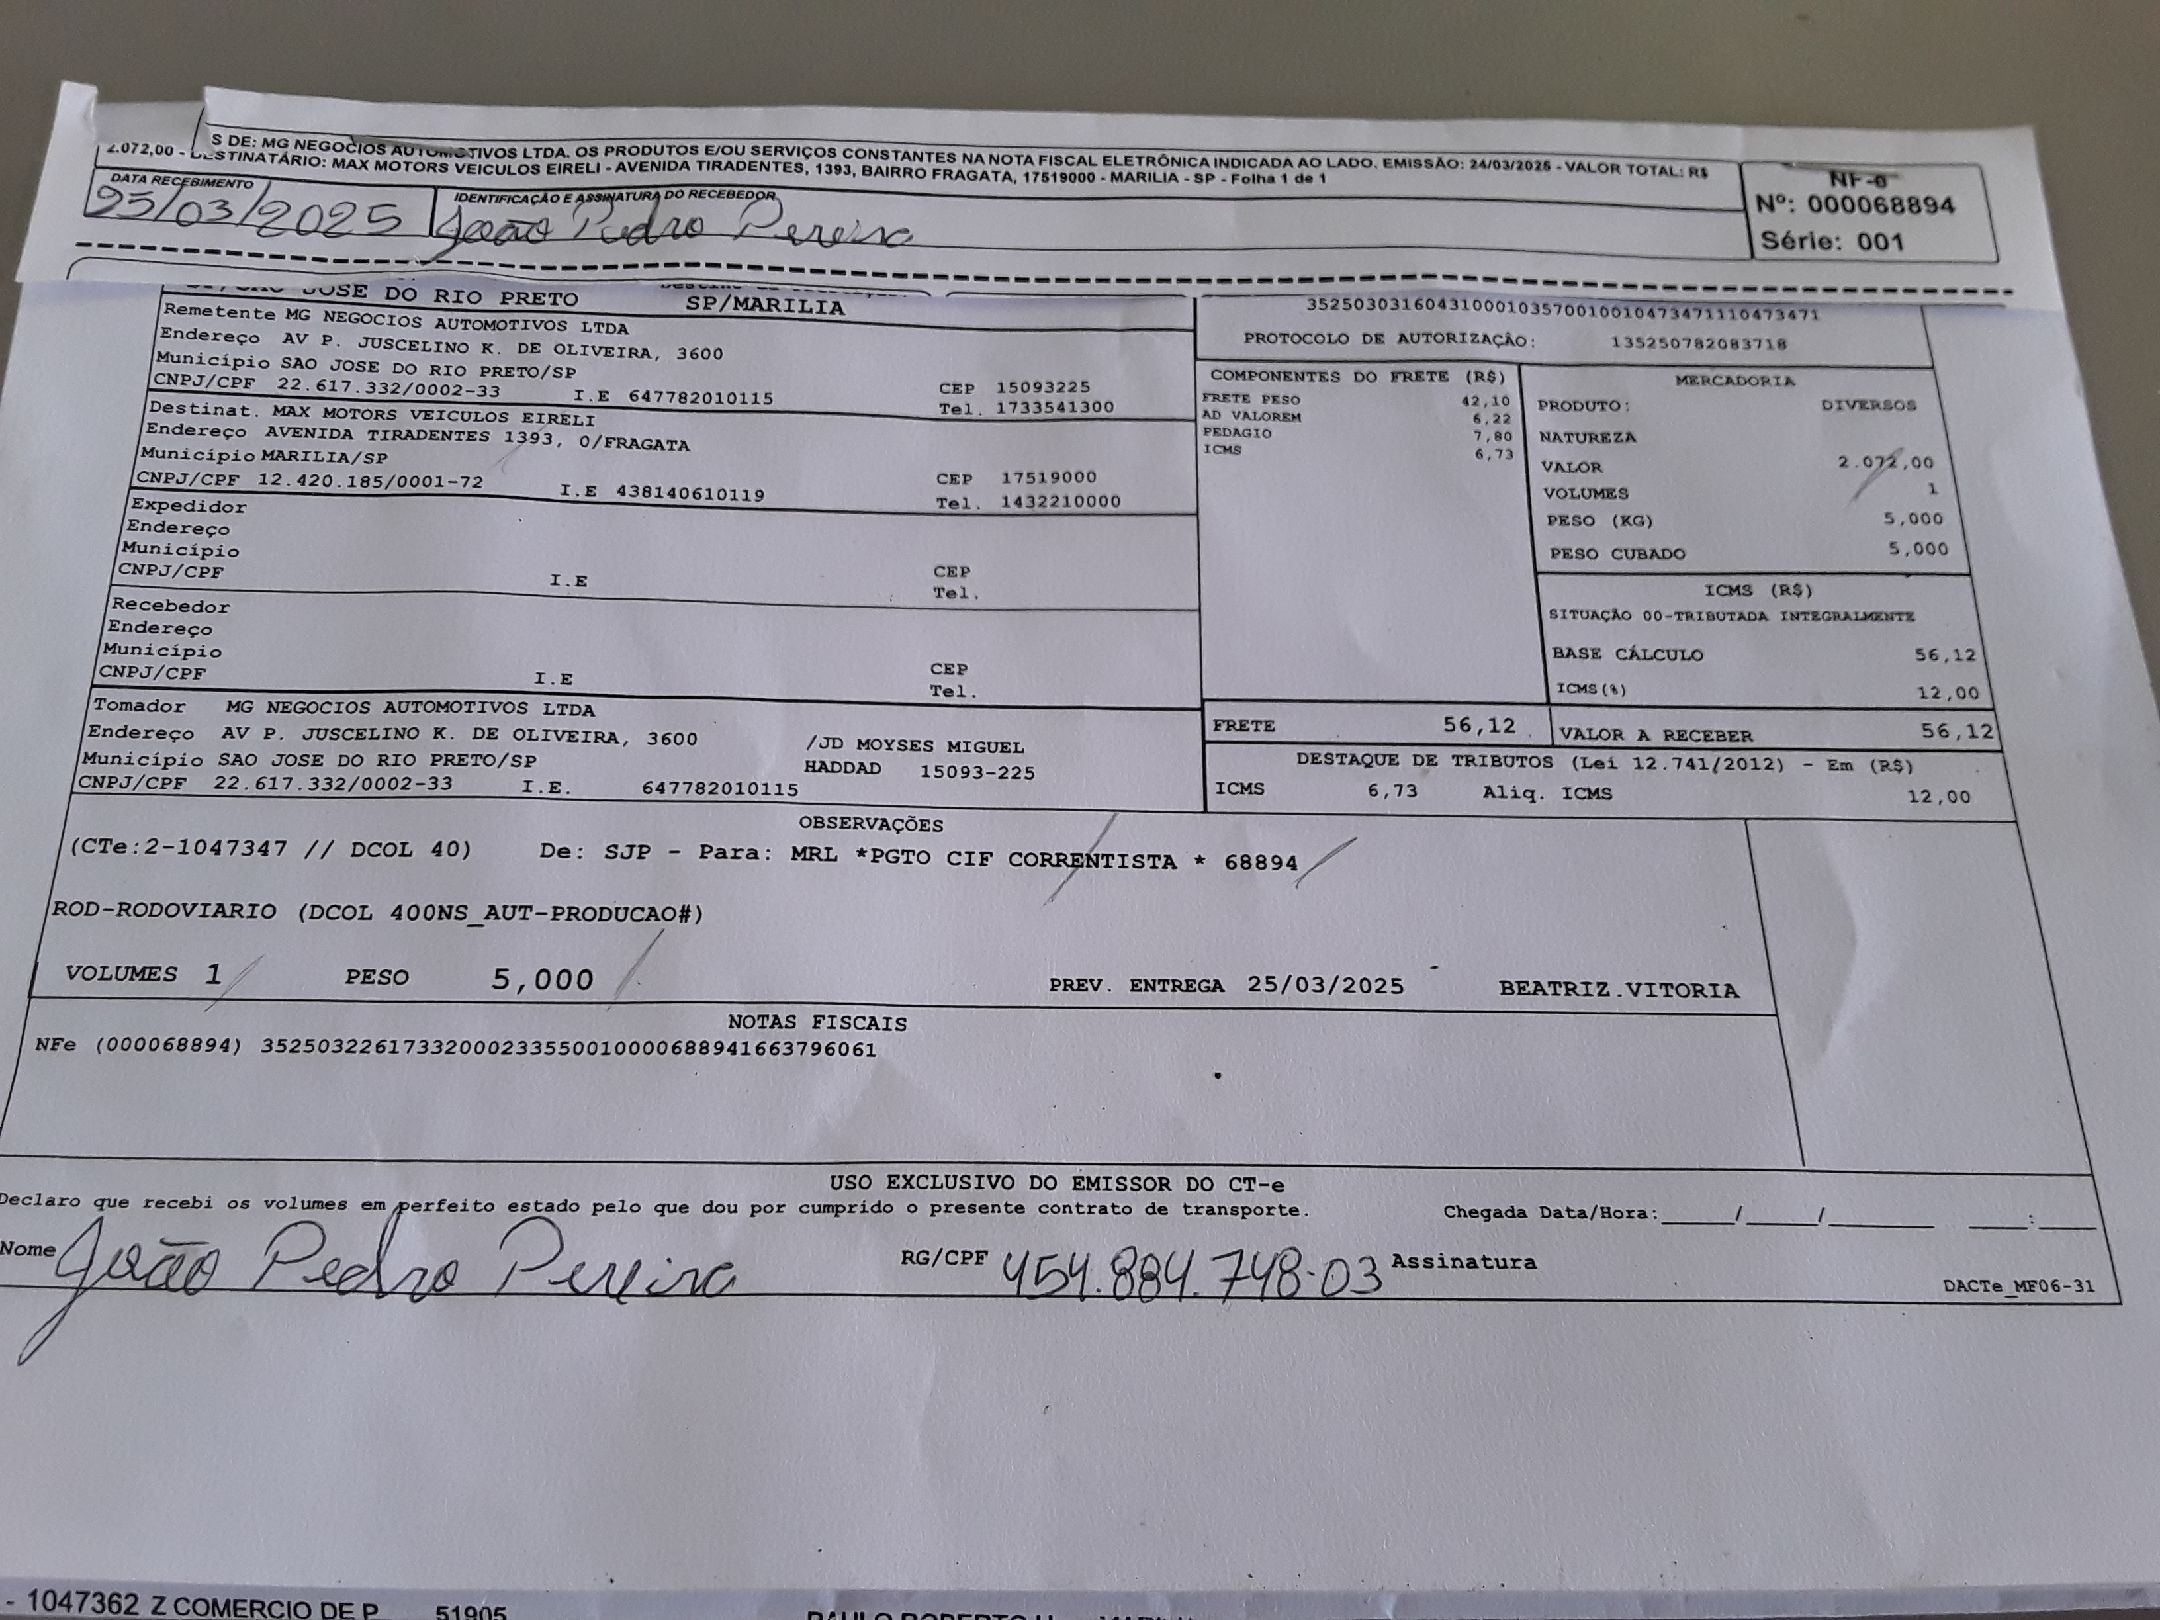 S DE: MG NEGOCIOS AUTOMOTIVOS LTDA. OS PRODUTOS E/OU SERVIÇOS CONSTANTES NA NOTA FISCAL ELETRÔNICA INDICADA AO LADO. EMISSÃO: 24/03/2025 - VALOR TOTAL: R$
2.072,00 - DESTINATÁRIO: MAX MOTORS VEICULOS EIRELI - AVENIDA TIRADENTES, 1393, BAIRRO FRAGATA, 17519000 - MARILIA - SP - Folha 1 de 1
DATA RECEBIMENTO
25/03/2025
IDENTIFICAÇÃO E ASSINATURA DO RECEBEDOR
João Pedro Pereira
NF-e
Nº: 000068894
Série: 001
JOSE DO RIO PRETO SP/MARILIA
Remetente MG NEGOCIOS AUTOMOTIVOS LTDA
Endereço AV P. JUSCELINO K. DE OLIVEIRA, 3600
Município SAO JOSE DO RIO PRETO/SP
CEP 15093225
CNPJ/CPF 22.617.332/0002-33 I.E 647782010115 Tel. 1733541300
Destinat. MAX MOTORS VEICULOS EIRELI
Endereço AVENIDA TIRADENTES 1393, 0/FRAGATA
Município MARILIA/SP
CEP 17519000
CNPJ/CPF 12.420.185/0001-72 I.E 438140610119 Tel. 1432210000
Expedidor
Endereço
Município
CEP
CNPJ/CPF I.E Tel.
Recebedor
Endereço
Município
CEP
CNPJ/CPF I.E Tel.
Tomador MG NEGOCIOS AUTOMOTIVOS LTDA
Endereço AV P. JUSCELINO K. DE OLIVEIRA, 3600 /JD MOYSES MIGUEL
Município SAO JOSE DO RIO PRETO/SP HADDAD 15093-225
CNPJ/CPF 22.617.332/0002-33 I.E. 647782010115
35250303160431000103570010010473471110473471
PROTOCOLO DE AUTORIZAÇÃO: 135250782083718
COMPONENTES DO FRETE (R$)
FRETE PESO 42,10
AD VALOREM 6,22
PEDAGIO 7,80
ICMS 6,73
MERCADORIA
PRODUTO: DIVERSOS
NATUREZA
VALOR 2.072,00
VOLUMES 1
PESO (KG) 5,000
PESO CUBADO 5,000
ICMS (R$)
SITUAÇÃO 00-TRIBUTADA INTEGRALMENTE
BASE CÁLCULO 56,12
ICMS(%) 12,00
FRETE 56,12 VALOR A RECEBER 56,12
DESTAQUE DE TRIBUTOS (Lei 12.741/2012) - Em (R$)
ICMS 6,73 Aliq. ICMS 12,00
OBSERVAÇÕES
(CTe:2-1047347 // DCOL 40) De: SJP - Para: MRL *PGTO CIF CORRENTISTA * 68894
ROD-RODOVIARIO (DCOL 400NS_AUT-PRODUCAO#)
VOLUMES 1 PESO 5,000 PREV. ENTREGA 25/03/2025 BEATRIZ.VITORIA
NOTAS FISCAIS
NFe (000068894) 35250322617332000233550010000688941663796061
USO EXCLUSIVO DO EMISSOR DO CT-e
Declaro que recebi os volumes em perfeito estado pelo que dou por cumprido o presente contrato de transporte. Chegada Data/Hora:_____/_____/_______ ____:____
Nome João Pedro Pereira RG/CPF 454.884.748-03 Assinatura
DACTe_MF06-31
- 1047362 Z COMERCIO DE P 51905